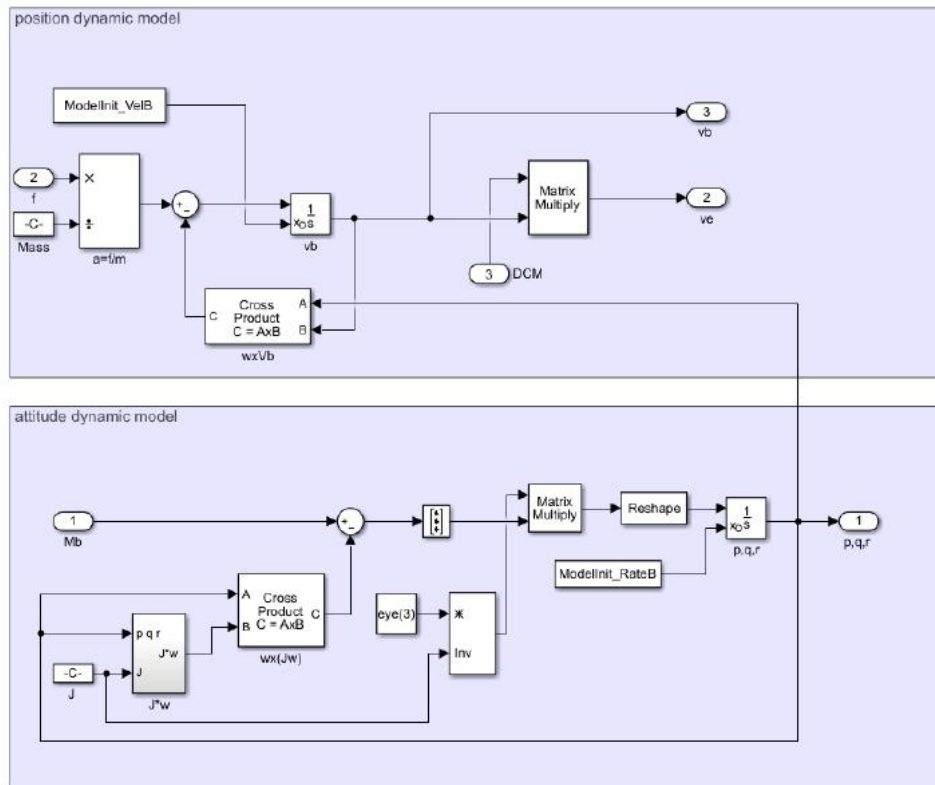 position dynamic model
ModelInit_VelB
3
vb
2
f
×
÷
-C-
Mass
a=f/m
+
-
1
s
xo
vb
Matrix
Multiply
2
ve
3
DCM
Cross
Product
C = AxB
A
B
C
wxVb
attitude dynamic model
1
Mb
+
-
Matrix
Multiply
Reshape
1
s
xo
p,q,r
1
p,q,r
ModelInit_RateB
A
B
Cross
Product
C = AxB
C
wx(Jw)
eye(3)
Inv
p q r
J
J*w
J*w
-C-
J